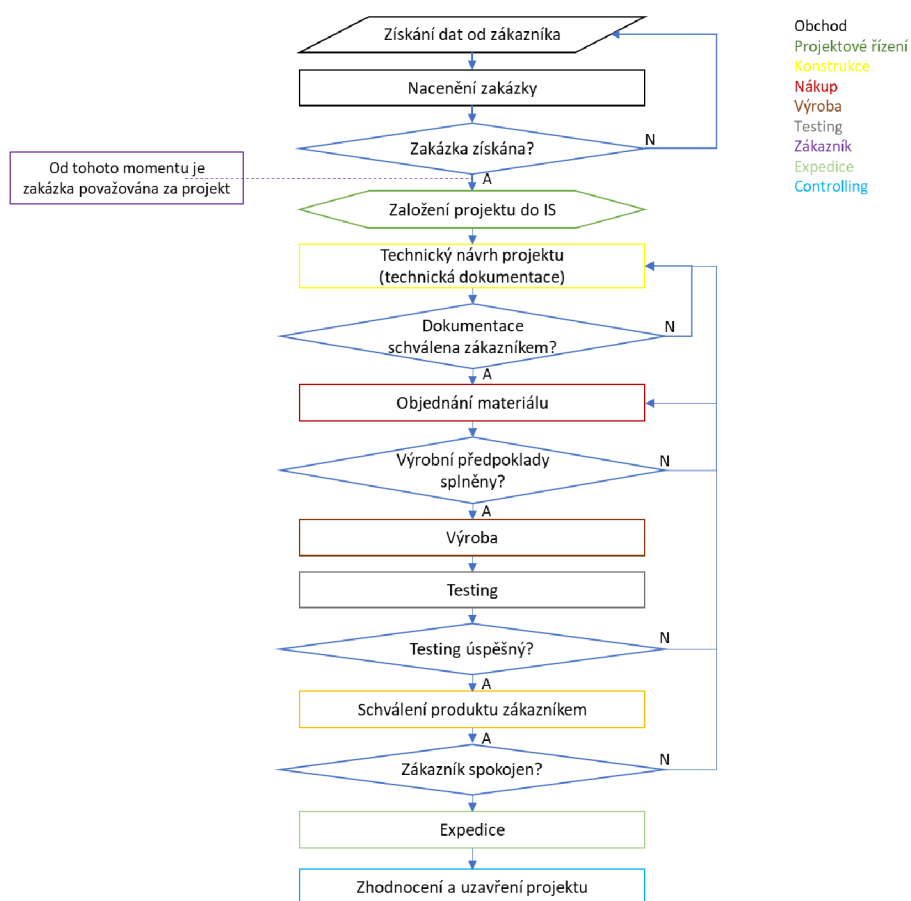 Získání dat od zákazníka
Nacenění zakázky
Zakázka získána?
N
A
Od tohoto momentu je
zakázka považována za projekt
Založení projektu do IS
Technický návrh projektu
(technická dokumentace)
Dokumentace
schválena zákazníkem?
N
A
Objednání materiálu
Výrobní předpoklady
splněny?
N
A
Výroba
Testing
Testing úspěšný?
N
A
Schválení produktu zákazníkem
A
Zákazník spokojen?
N
Expedice
Zhodnocení a uzavření projektu
Obchod
Projektové řízení
Konstrukce
Nákup
Výroba
Testing
Zákazník
Expedice
Controlling